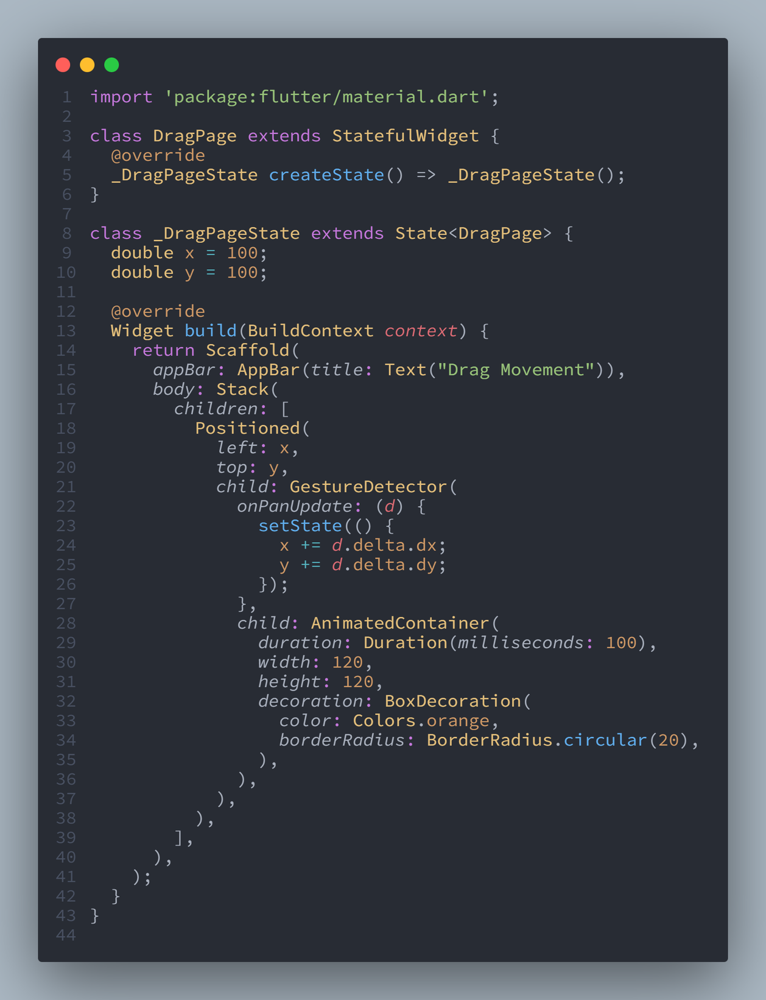 1 import 'package:flutter/material.dart';
2
3 class DragPage extends StatefulWidget {
4   @override
5   _DragPageState createState() => _DragPageState();
6 }
7
8 class _DragPageState extends State<DragPage> {
9   double x = 100;
10   double y = 100;
11
12   @override
13   Widget build(BuildContext context) {
14     return Scaffold(
15       appBar: AppBar(title: Text("Drag Movement")),
16       body: Stack(
17         children: [
18           Positioned(
19             left: x,
20             top: y,
21             child: GestureDetector(
22               onPanUpdate: (d) {
23                 setState(() {
24                   x += d.delta.dx;
25                   y += d.delta.dy;
26                 });
27               },
28               child: AnimatedContainer(
29                 duration: Duration(milliseconds: 100),
30                 width: 120,
31                 height: 120,
32                 decoration: BoxDecoration(
33                   color: Colors.orange,
34                   borderRadius: BorderRadius.circular(20),
35                 ),
36               ),
37             ),
38           ),
39         ],
40       ),
41     );
42   }
43 }
44